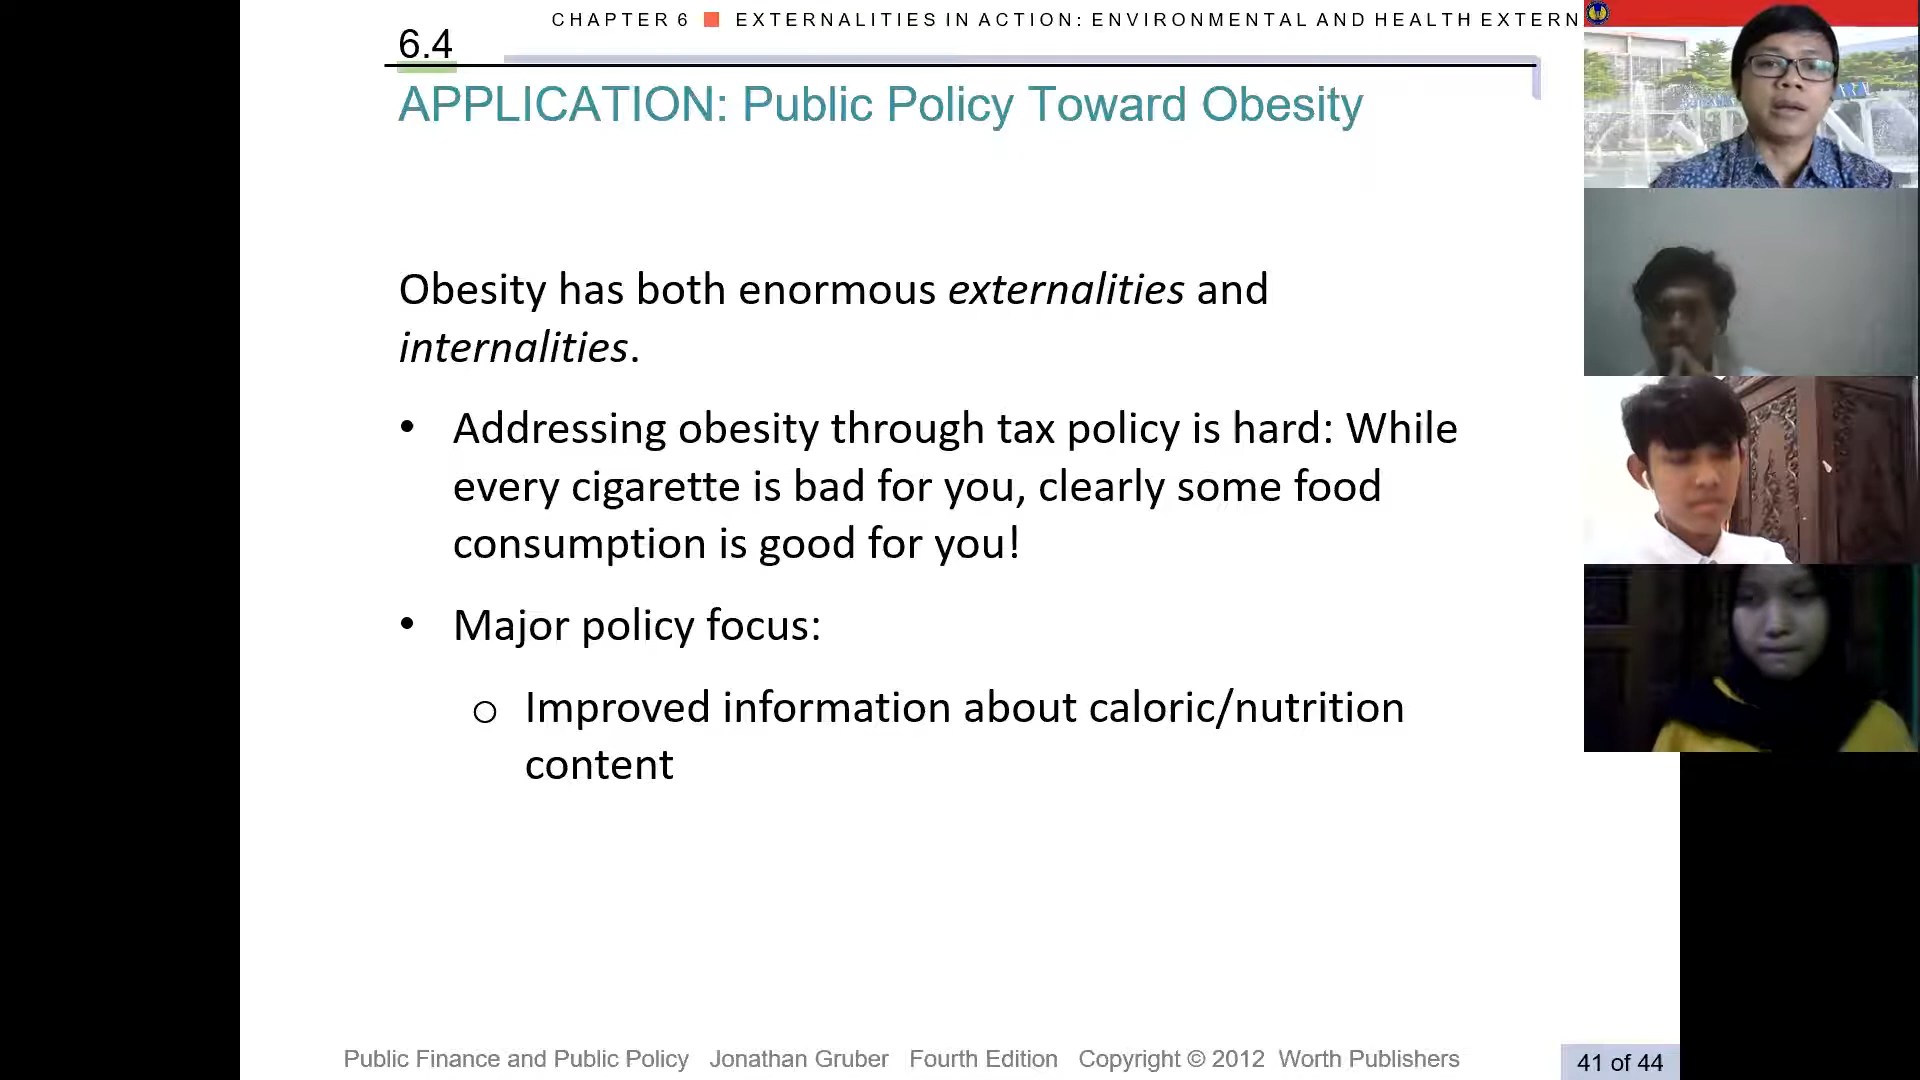 CHAPTER 6 ■ EXTERNALITIES IN ACTION: ENVIRONMENTAL AND HEALTH EXTERN
6.4
APPLICATION: Public Policy Toward Obesity
Obesity has both enormous externalities and
internalities.
• Addressing obesity through tax policy is hard: While
every cigarette is bad for you, clearly some food
consumption is good for you!
• Major policy focus:
o Improved information about caloric/nutrition
content
Public Finance and Public Policy Jonathan Gruber Fourth Edition Copyright © 2012 Worth Publishers
41 of 44